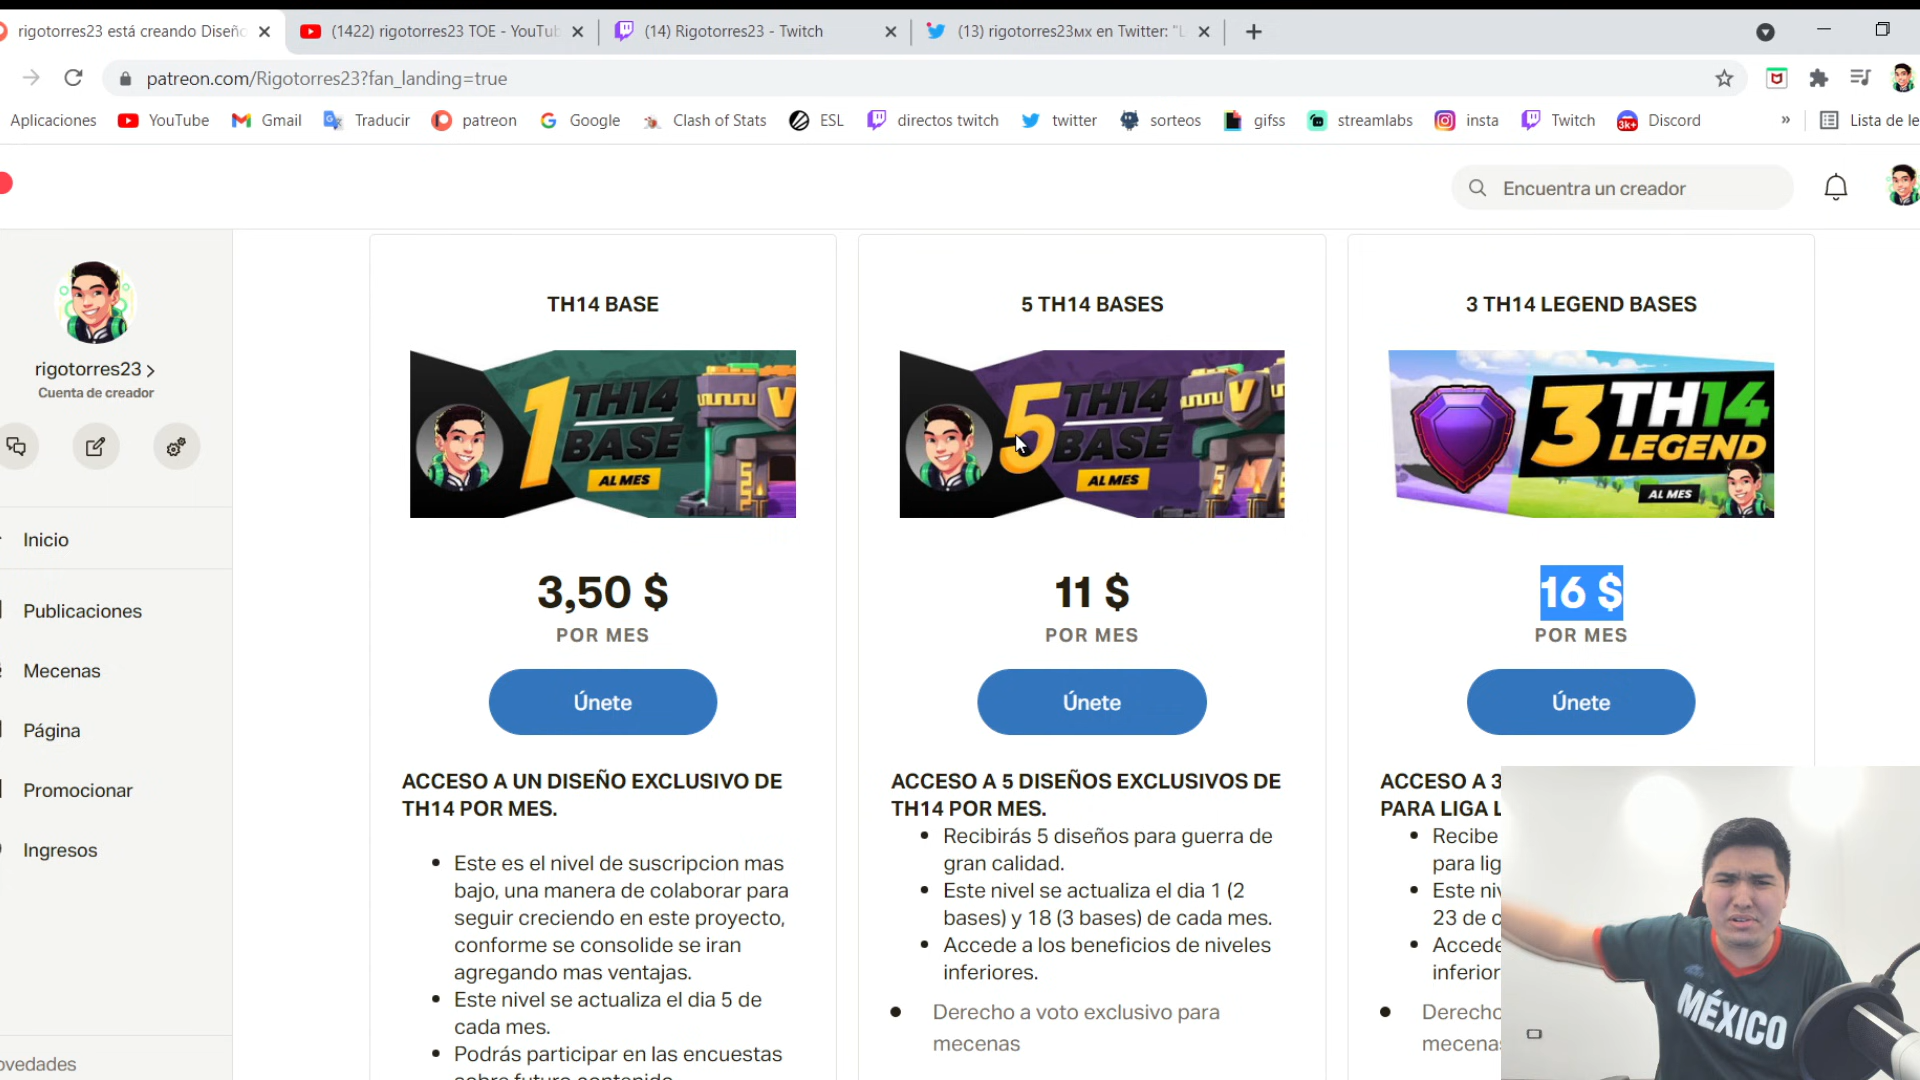 rigotorres23 está creando Diseño
(1422) rigotorres23 TOE - YouTub
(14) Rigotorres23 - Twitch
(13) rigotorres23мx en Twitter: "L
patreon.com/Rigotorres23?fan_landing=true
Aplicaciones
YouTube
Gmail
Traducir
patreon
Google
Clash of Stats
ESL
directos twitch
twitter
sorteos
gifss
streamlabs
insta
Twitch
3k+
Discord
»
Lista de le
Encuentra un creador
rigotorres23 >
Cuenta de creador
Inicio
Publicaciones
Mecenas
Página
Promocionar
Ingresos
ovedades
TH14 BASE
1 TH14
BASE
AL MES
V
3,50 $
POR MES
Únete
ACCESO A UN DISEÑO EXCLUSIVO DE
TH14 POR MES.
• Este es el nivel de suscripcion mas
bajo, una manera de colaborar para
seguir creciendo en este proyecto,
conforme se consolide se iran
agregando mas ventajas.
• Este nivel se actualiza el dia 5 de
cada mes.
• Podrás participar en las encuestas
sobre futuro contenido
5 TH14 BASES
5 TH14
BASE
AL MES
V
11 $
POR MES
Únete
ACCESO A 5 DISEÑOS EXCLUSIVOS DE
TH14 POR MES.
• Recibirás 5 diseños para guerra de
gran calidad.
• Este nivel se actualiza el dia 1 (2
bases) y 18 (3 bases) de cada mes.
• Accede a los beneficios de niveles
inferiores.
• Derecho a voto exclusivo para
mecenas
3 TH14 LEGEND BASES
3 TH14
LEGEND
AL MES
16 $
POR MES
Únete
ACCESO A 3
PARA LIGA L
• Recibe
para lig
• Este niv
23 de c
• Accede
inferior
• Derecho
mecenas
MÉXICO